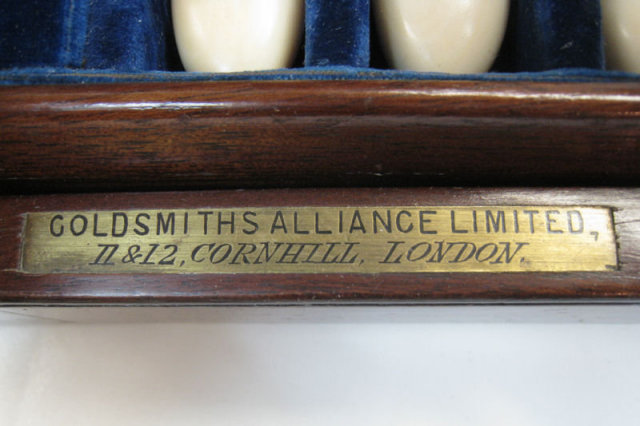 GOLDSMITHS ALLIANCE LIMITED,
11 & 12, CORNHILL, LONDON.